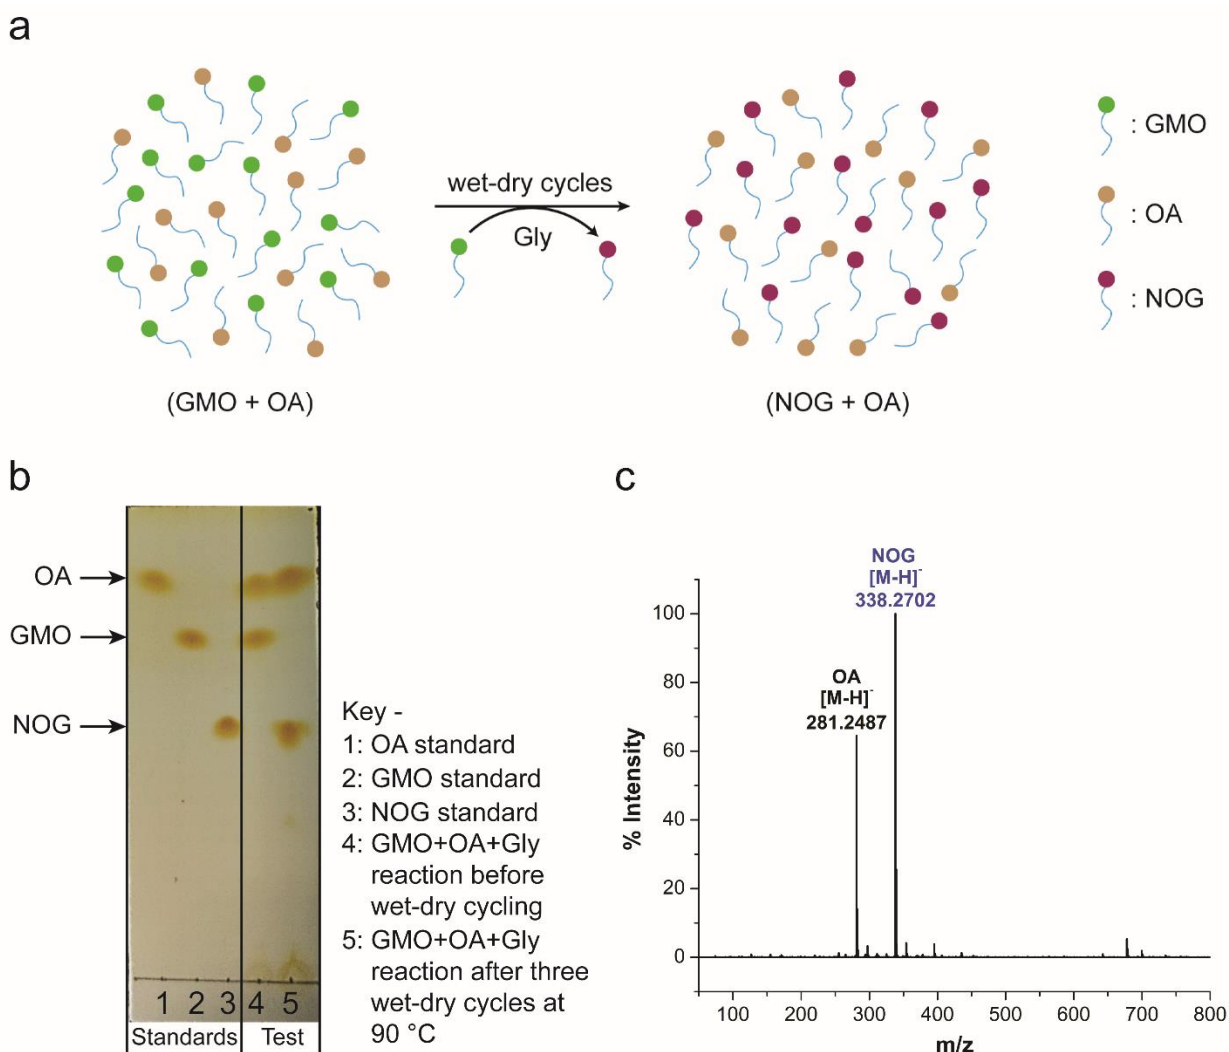 a
wet-dry cycles
Gly
(GMO + OA)
(NOG + OA)
: GMO
: OA
: NOG
b
OA
GMO
NOG
1 2 3 4 5
Standards Test
Key -
1: OA standard
2: GMO standard
3: NOG standard
4: GMO+OA+Gly
reaction before
wet-dry cycling
5: GMO+OA+Gly
reaction after three
wet-dry cycles at
90 °C
c
NOG
[M-H]⁻
338.2702
OA
[M-H]⁻
281.2487
% Intensity
100
80
60
40
20
0
100 200 300 400 500 600 700 800
m/z